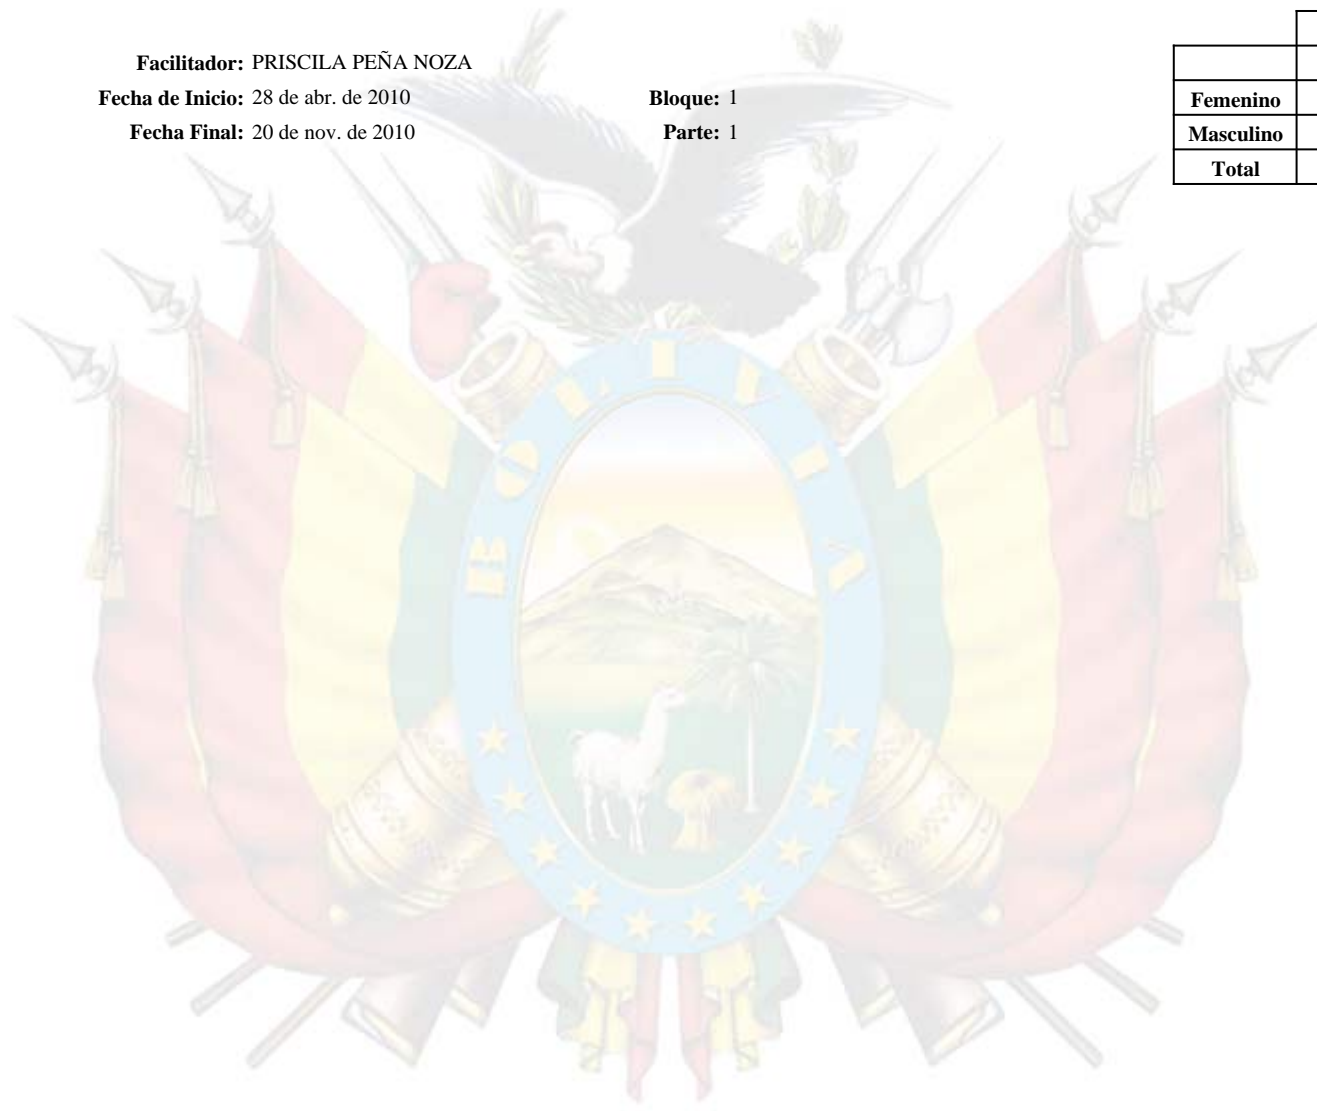 Facilitador: PRISCILA PEÑA NOZA
Fecha de Inicio: 28 de abr. de 2010 Bloque: 1
Fecha Final: 20 de nov. de 2010 Parte: 1
Femenino
Masculino
Total
BOLIVIA